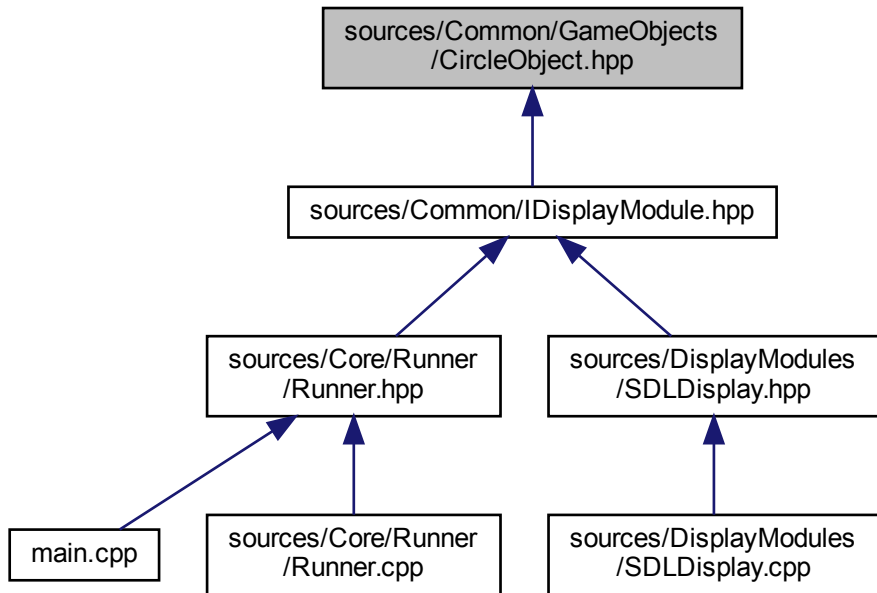 sources/Common/GameObjects
/CircleObject.hpp
sources/Common/IDisplayModule.hpp
sources/Core/Runner
/Runner.hpp
sources/DisplayModules
/SDLDisplay.hpp
main.cpp
sources/Core/Runner
/Runner.cpp
sources/DisplayModules
/SDLDisplay.cpp